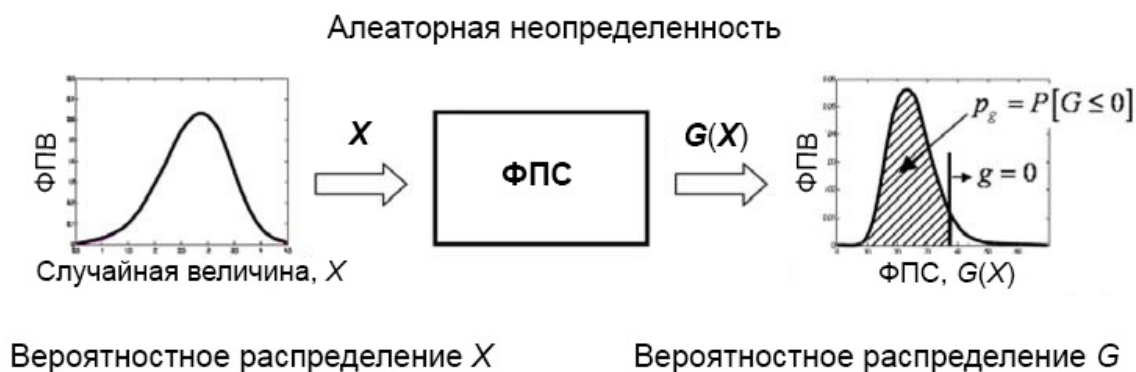 Алеаторная неопределенность
ФПВ
Случайная величина, X
X
ФПС
G(X)
ФПВ
p_g = P[G ≤ 0]
g = 0
ФПС, G(X)
Вероятностное распределение X
Вероятностное распределение G